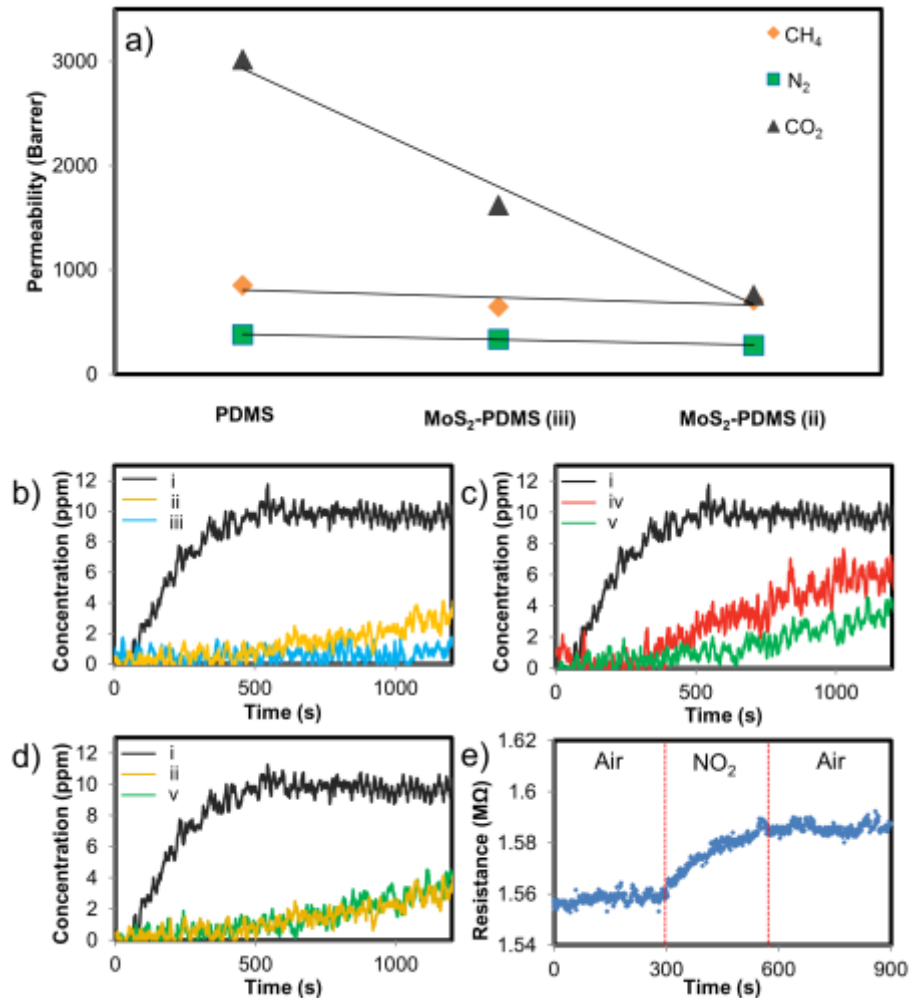 a)
CH₄
N₂
CO₂
Permeability (Barrer)
3000
2000
1000
0
PDMS
MoS₂-PDMS (iii)
MoS₂-PDMS (ii)
b)
i
ii
iii
Concentration (ppm)
12
10
8
6
4
2
0
0
500
1000
Time (s)
c)
i
iv
v
Concentration (ppm)
12
10
8
6
4
2
0
0
500
1000
Time (s)
d)
i
ii
v
Concentration (ppm)
12
10
8
6
4
2
0
0
500
1000
Time (s)
e)
Air
NO₂
Air
Resistance (MΩ)
1.62
1.6
1.58
1.56
1.54
0
300
600
900
Time (s)